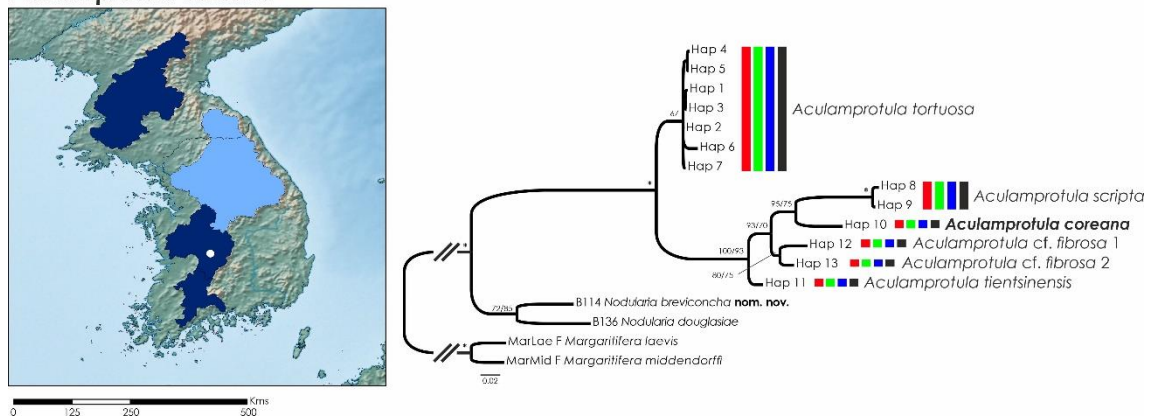 Hap 4
Hap 5
Hap 1
Hap 3
Hap 2
Hap 6
Hap 7
Aculamprotula tortuosa
67
*
Hap 8
Hap 9
Aculamprotula scripta
*
95/75
Hap 10
Aculamprotula coreana
93/70
Hap 12
Aculamprotula cf. fibrosa 1
100/93
Hap 13
Aculamprotula cf. fibrosa 2
80/75
Hap 11
Aculamprotula tientsinensis
*
72/85
B114 Nodularia breviconcha nom. nov.
B136 Nodularia douglasiae
MarLae F Margaritifera laevis
*
MarMid F Margaritifera middendorffi
0.02
Kms
0 125 250 500